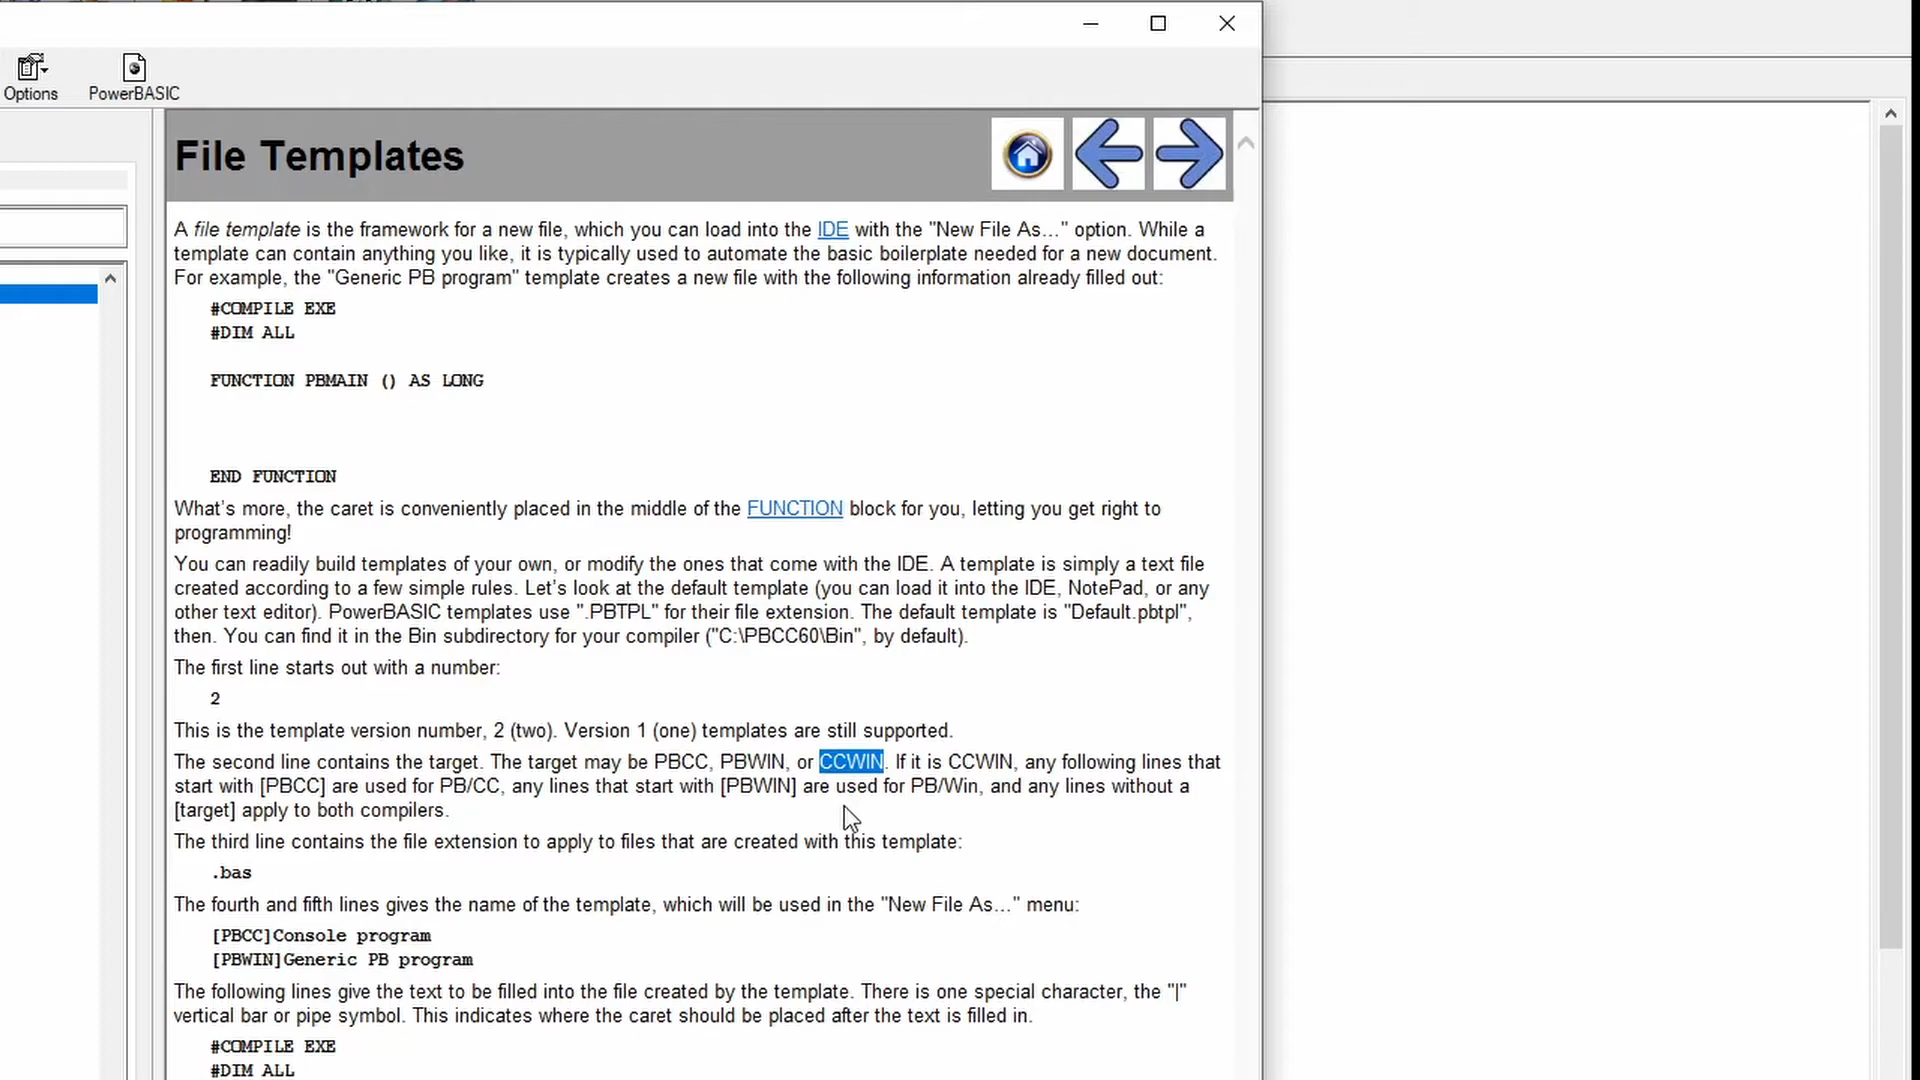 Options
PowerBASIC
File Templates
A file template is the framework for a new file, which you can load into the IDE with the "New File As..." option. While a
template can contain anything you like, it is typically used to automate the basic boilerplate needed for a new document.
For example, the "Generic PB program" template creates a new file with the following information already filled out:
#COMPILE EXE
#DIM ALL
FUNCTION PBMAIN () AS LONG
END FUNCTION
What's more, the caret is conveniently placed in the middle of the FUNCTION block for you, letting you get right to
programming!
You can readily build templates of your own, or modify the ones that come with the IDE. A template is simply a text file
created according to a few simple rules. Let's look at the default template (you can load it into the IDE, NotePad, or any
other text editor). PowerBASIC templates use ".PBTPL" for their file extension. The default template is "Default.pbtpl",
then. You can find it in the Bin subdirectory for your compiler ("C:\PBCC60\Bin", by default).
The first line starts out with a number:
2
This is the template version number, 2 (two). Version 1 (one) templates are still supported.
The second line contains the target. The target may be PBCC, PBWIN, or CCWIN. If it is CCWIN, any following lines that
start with [PBCC] are used for PB/CC, any lines that start with [PBWIN] are used for PB/Win, and any lines without a
[target] apply to both compilers.
The third line contains the file extension to apply to files that are created with this template:
.bas
The fourth and fifth lines gives the name of the template, which will be used in the "New File As..." menu:
[PBCC]Console program
[PBWIN]Generic PB program
The following lines give the text to be filled into the file created by the template. There is one special character, the "|"
vertical bar or pipe symbol. This indicates where the caret should be placed after the text is filled in.
#COMPILE EXE
#DIM ALL